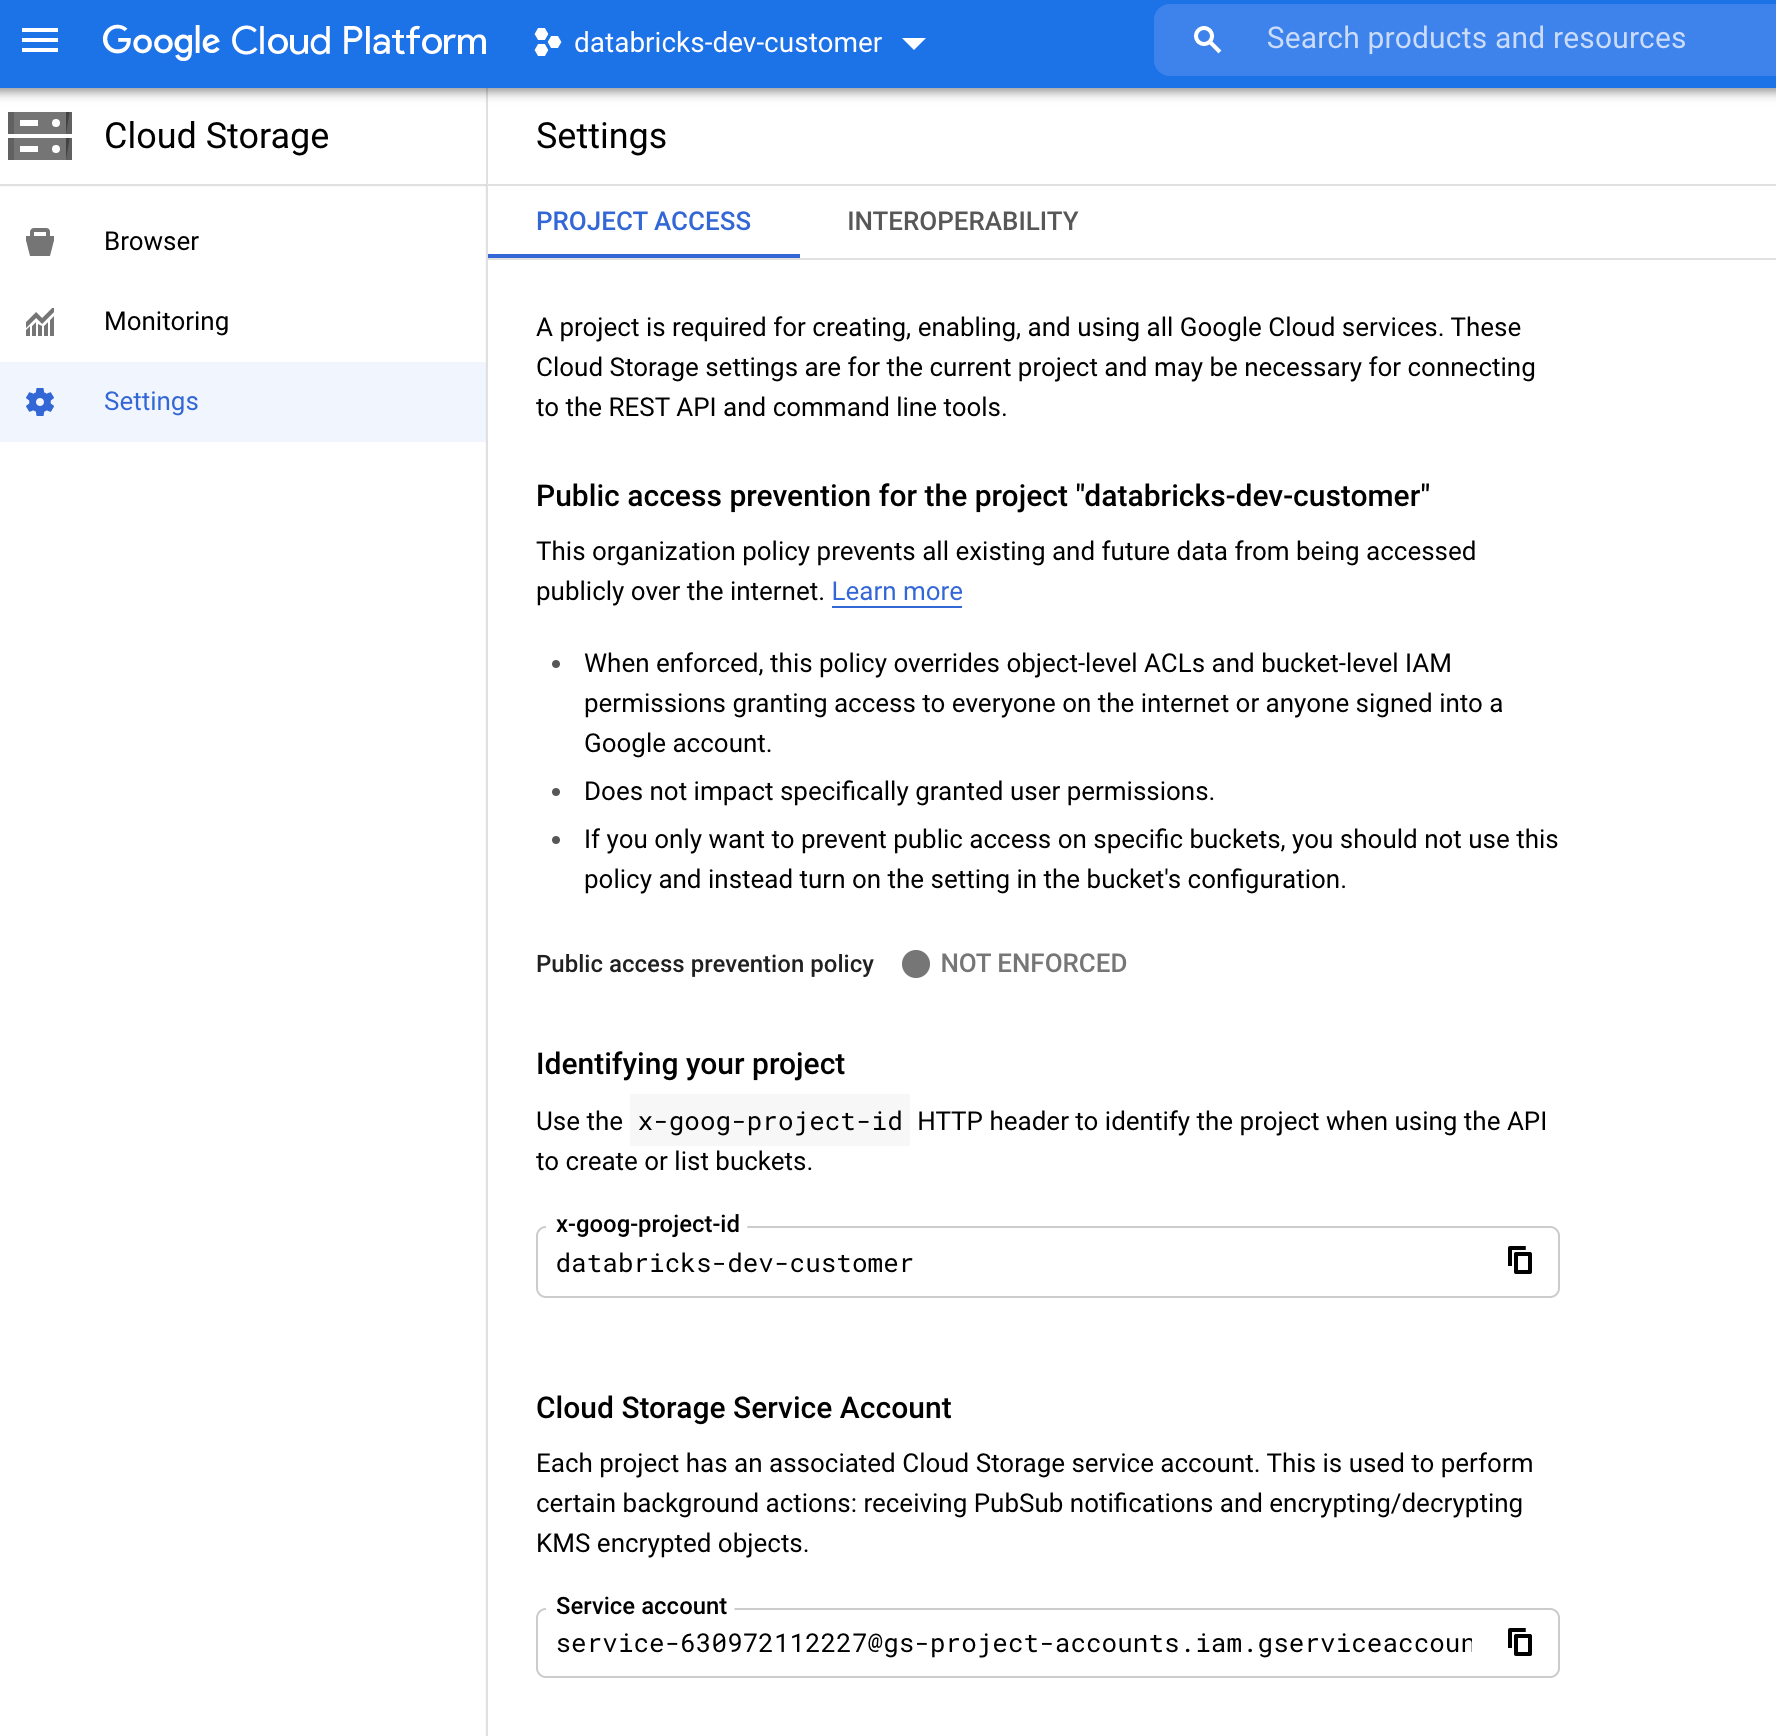 Google Cloud Platform
databricks-dev-customer
Search products and resources
Cloud Storage
Browser
Monitoring
Settings
Settings
PROJECT ACCESS
INTEROPERABILITY
A project is required for creating, enabling, and using all Google Cloud services. These
Cloud Storage settings are for the current project and may be necessary for connecting
to the REST API and command line tools.
Public access prevention for the project "databricks-dev-customer"
This organization policy prevents all existing and future data from being accessed
publicly over the internet. Learn more
• When enforced, this policy overrides object-level ACLs and bucket-level IAM
permissions granting access to everyone on the internet or anyone signed into a
Google account.
• Does not impact specifically granted user permissions.
• If you only want to prevent public access on specific buckets, you should not use this
policy and instead turn on the setting in the bucket's configuration.
Public access prevention policy NOT ENFORCED
Identifying your project
Use the x-goog-project-id HTTP header to identify the project when using the API
to create or list buckets.
x-goog-project-id
databricks-dev-customer
Cloud Storage Service Account
Each project has an associated Cloud Storage service account. This is used to perform
certain background actions: receiving PubSub notifications and encrypting/decrypting
KMS encrypted objects.
Service account
service-630972112227@gs-project-accounts.iam.gserviceaccoun